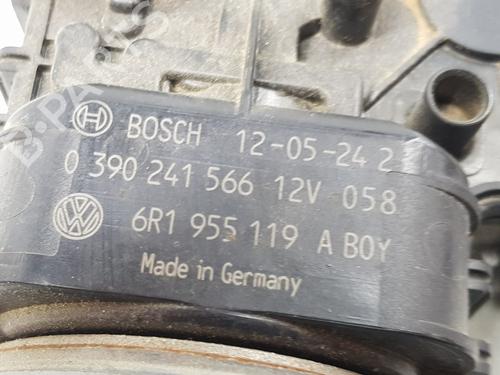 BOSCH 12-05-24 2
0 390 241 566 12V 058
6R1 955 119 A BOY
Made in Germany